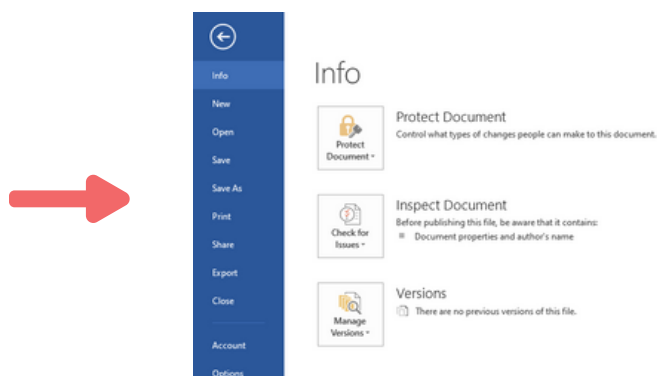 Info
New
Open
Save
Save As
Print
Share
Export
Close
Account
Options
Info
Protect Document
Control what types of changes people can make to this document.
Protect
Document
Inspect Document
Before publishing this file, be aware that it contains:
Document properties and author's name
Check for
Issues
Versions
There are no previous versions of this file.
Manage
Versions